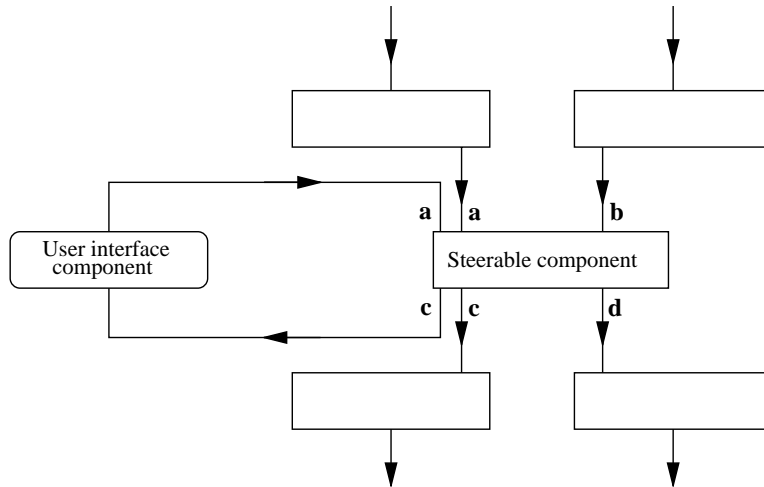 a a b
User interface
component
Steerable component
c c d